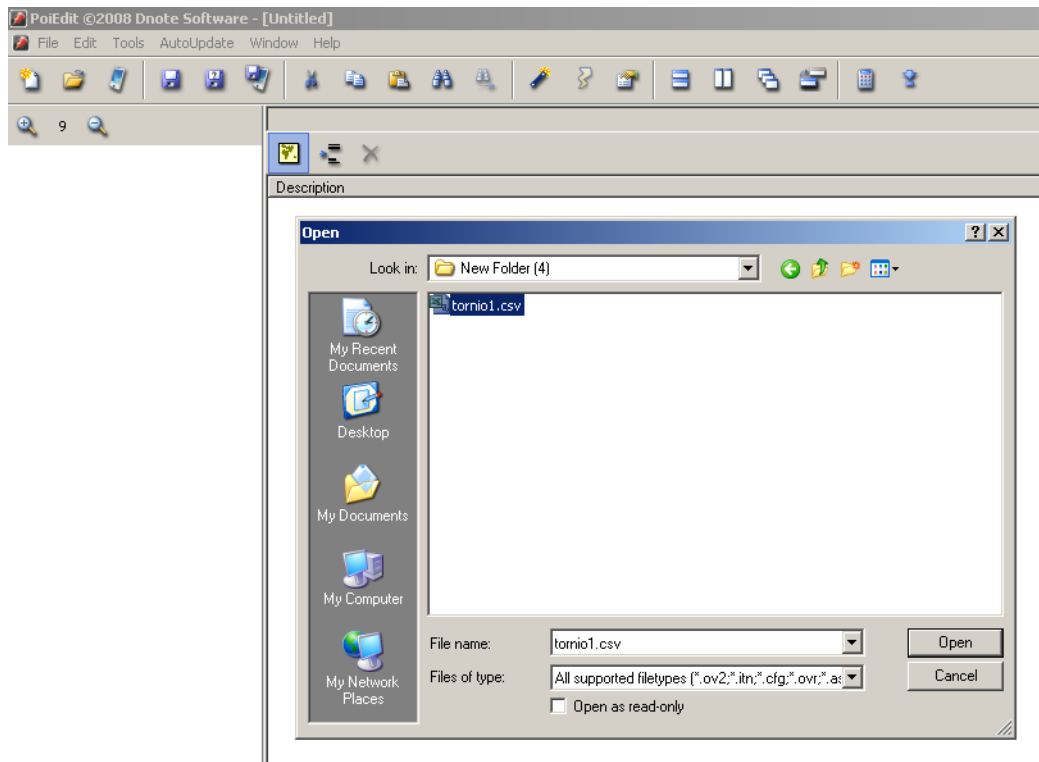 PoiEdit ©2008 Dnote Software - [Untitled]
File Edit Tools AutoUpdate Window Help
9
Description
Open
Look in:
New Folder (4)
tornio1.csv
My Recent
Documents
Desktop
My Documents
My Computer
My Network
Places
File name:
tornio1.csv
Open
Files of type:
All supported filetypes (*.ov2;*.itn;*.cfg;*.ovr;*.as
Cancel
Open as read-only